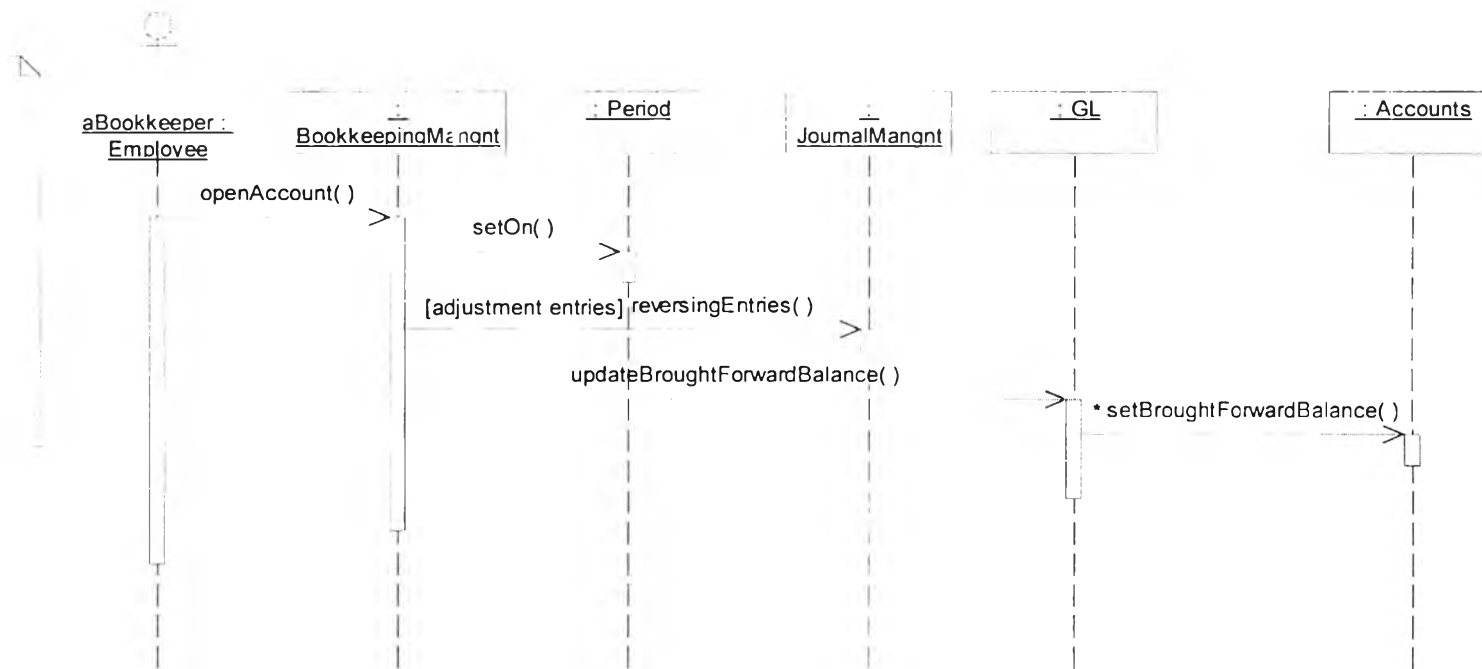 aBookkeeper :
Employee
:
BookkeepingMangnt
: Period
:
JournalMangnt
: GL
: Accounts
openAccount( )
setOn( )
[adjustment entries] reversingEntries( )
updateBroughtForwardBalance( )
* setBroughtForwardBalance( )